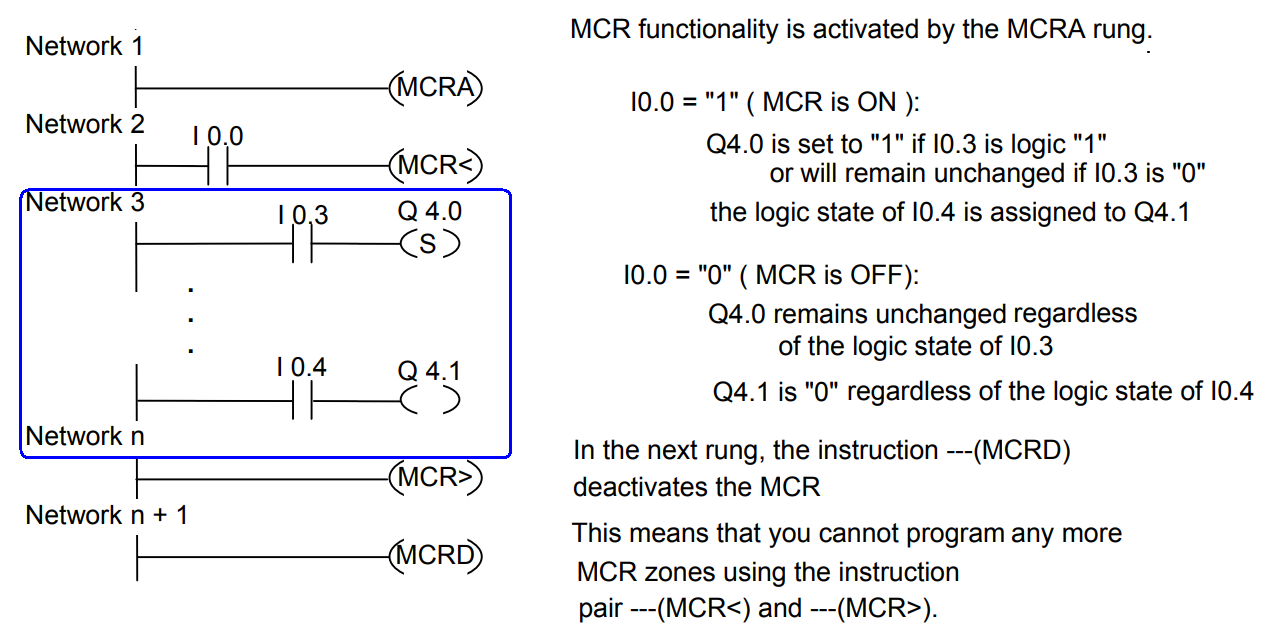 Network 1
(MCRA)
Network 2
I 0.0
(MCR<)
Network 3
I 0.3 Q 4.0
(S)
I 0.4 Q 4.1
( )
Network n
(MCR>)
Network n + 1
(MCRD)
MCR functionality is activated by the MCRA rung.
I0.0 = "1" ( MCR is ON ):
Q4.0 is set to "1" if I0.3 is logic "1"
or will remain unchanged if I0.3 is "0"
the logic state of I0.4 is assigned to Q4.1
I0.0 = "0" ( MCR is OFF):
Q4.0 remains unchanged regardless
of the logic state of I0.3
Q4.1 is "0" regardless of the logic state of I0.4
In the next rung, the instruction ---(MCRD)
deactivates the MCR
This means that you cannot program any more
MCR zones using the instruction
pair ---(MCR<) and ---(MCR>).